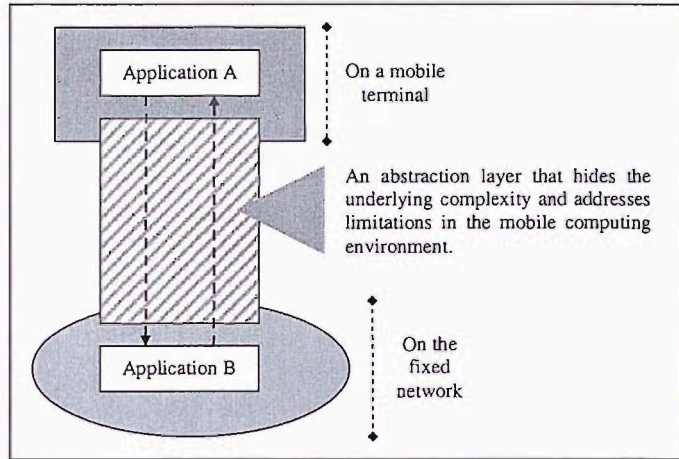 Application A
On a mobile
terminal
An abstraction layer that hides the
underlying complexity and addresses
limitations in the mobile computing
environment.
Application B
On the
fixed
network